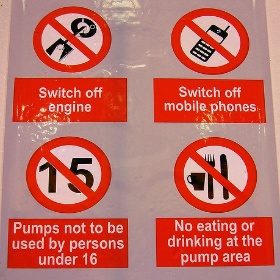 Switch off
engine
Switch off
mobile phones
15
Pumps not to be
used by persons
under 16
No eating or
drinking at the
pump area